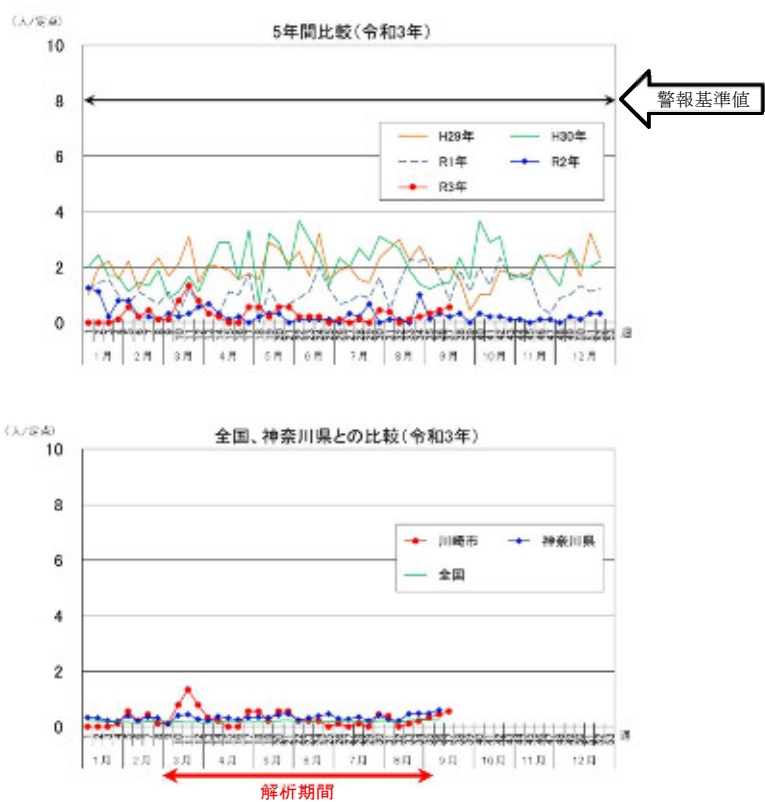 (人/定点)
5年間比較(令和3年)
10
8
警報基準値
6
H29年 H30年
R1年 R2年
R3年
4
2
0
週
1月 2月 3月 4月 5月 6月 7月 8月 9月 10月 11月 12月
(人/定点)
全国、神奈川県との比較(令和3年)
10
8
川崎市 神奈川県
全国
6
4
2
0
週
1月 2月 3月 4月 5月 6月 7月 8月 9月 10月 11月 12月
解析期間